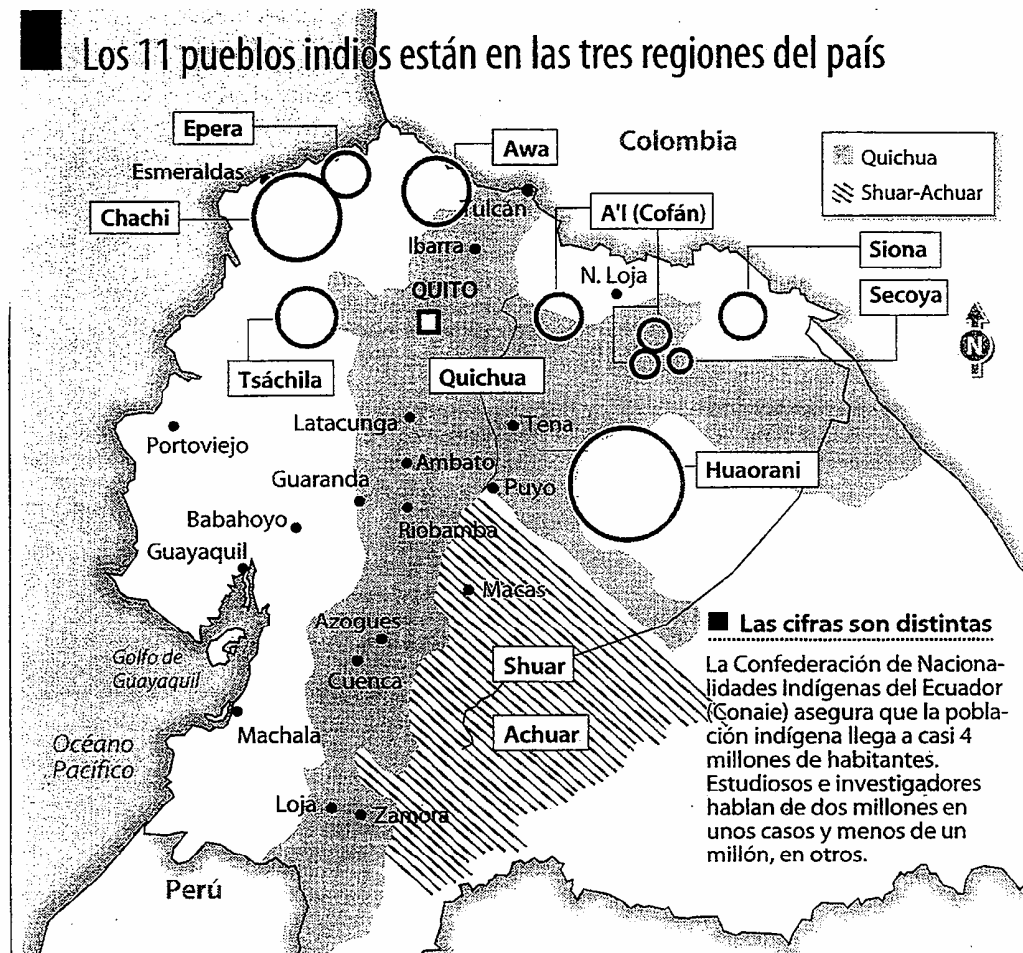 Los 11 pueblos indios están en las tres regiones del país
Epera
Awa
Colombia
Quichua
Shuar-Achuar
Esmeraldas
Chachi
Tulcán
A'I (Cofán)
Ibarra
Siona
N. Loja
QUITO
Secoya
N
Tsáchila
Quichua
Latacunga
Tena
Portoviejo
Ambato
Huaorani
Guaranda
Puyo
Babahoyo
Riobamba
Guayaquil
Macas
Azogues
Las cifras son distintas
Golfo de
Guayaquil
Shuar
Cuenca
La Confederación de Naciona-
lidades Indígenas del Ecuador
(Conaie) asegura que la pobla-
ción indígena llega a casi 4
millones de habitantes.
Estudiosos e investigadores
hablan de dos millones en
unos casos y menos de un
millón, en otros.
Achuar
Machala
Océano
Pacífico
Loja
Zamora
Perú